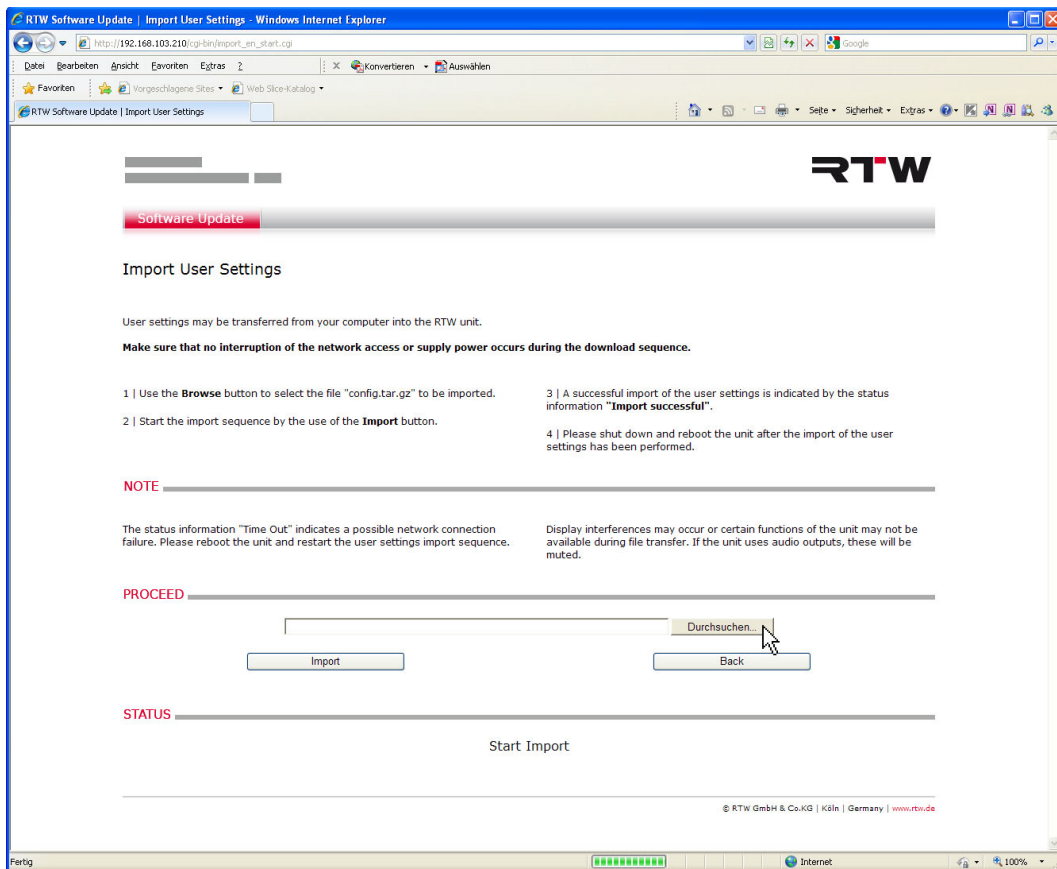 RTW Software Update | Import User Settings - Windows Internet Explorer
http://192.168.103.210/cgi-bin/import_en_start.cgi
Google
Datei Bearbeiten Ansicht Favoriten Extras ?
X Konvertieren Auswählen
Favoriten Vorgeschlagene Sites Web Slice-Katalog
RTW Software Update | Import User Settings
Seite Sicherheit Extras
RTW
Software Update
Import User Settings
User settings may be transferred from your computer into the RTW unit.
Make sure that no interruption of the network access or supply power occurs during the download sequence.
1 | Use the Browse button to select the file "config.tar.gz" to be imported.
2 | Start the import sequence by the use of the Import button.
3 | A successful import of the user settings is indicated by the status
information "Import successful".
4 | Please shut down and reboot the unit after the import of the user
settings has been performed.
NOTE
The status information "Time Out" indicates a possible network connection
failure. Please reboot the unit and restart the user settings import sequence.
Display interferences may occur or certain functions of the unit may not be
available during file transfer. If the unit uses audio outputs, these will be
muted.
PROCEED
Durchsuchen...
Import Back
STATUS
Start Import
© RTW GmbH & Co.KG | Köln | Germany | www.rtw.de
Fertig Internet 100%